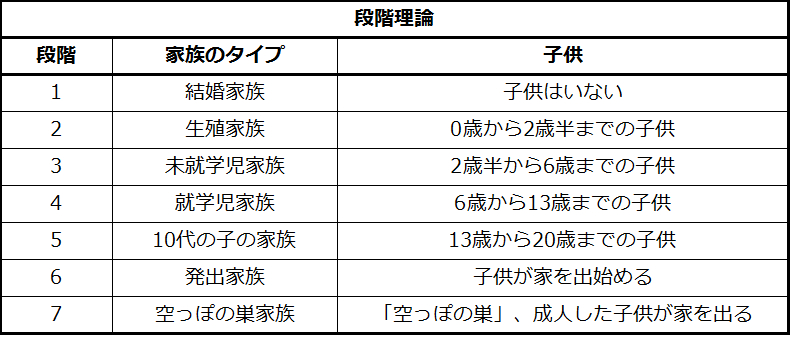 段階理論
段階 家族のタイプ 子供
1 結婚家族 子供はいない
2 生殖家族 0歳から2歳半までの子供
3 未就学児家族 2歳半から6歳までの子供
4 就学児家族 6歳から13歳までの子供
5 10代の子の家族 13歳から20歳までの子供
6 発出家族 子供が家を出始める
7 空っぽの巣家族 「空っぽの巣」、成人した子供が家を出る